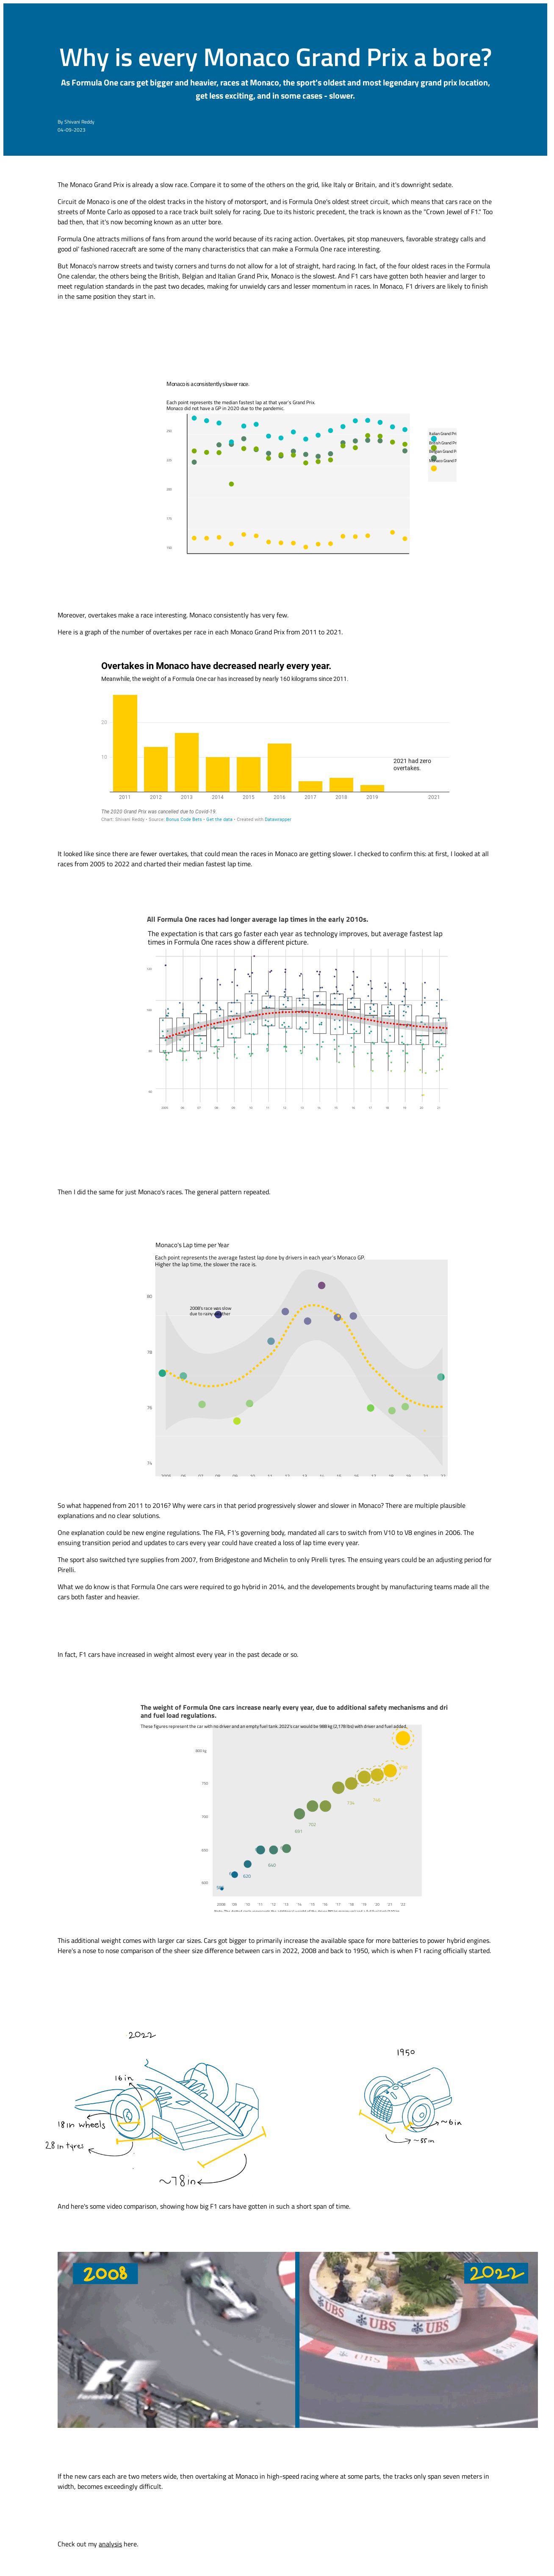 Why is every Monaco Grand Prix a bore?
As Formula One cars get bigger and heavier, races at Monaco, the sport's oldest and most legendary grand prix location,
get less exciting, and in some cases - slower.
By Shivani Reddy
04-09-2023
The Monaco Grand Prix is already a slow race. Compare it to some of the others on the grid, like Italy or Britain, and it's downright sedate.
Circuit de Monaco is one of the oldest tracks in the history of motorsport, and is Formula One's oldest street circuit, which means that cars race on the
streets of Monte Carlo as opposed to a race track built solely for racing. Due to its historic precedent, the track is known as the "Crown Jewel of F1." Too
bad then, that it's now becoming known as an utter bore.
Formula One attracts millions of fans from around the world because of its racing action. Overtakes, pit stop maneuvers, favorable strategy calls and
good ol' fashioned racecraft are some of the many characteristics that can make a Formula One race interesting.
But Monaco's narrow streets and twisty corners and turns do not allow for a lot of straight, hard racing. In fact, of the four oldest races in the Formula
One calendar, the others being the British, Belgian and Italian Grand Prix, Monaco is the slowest. And F1 cars have gotten both heavier and larger to
meet regulation standards in the past two decades, making for unwieldy cars and lesser momentum in races. In Monaco, F1 drivers are likely to finish
in the same position they start in.
Monaco is a consistently slower race.
Each point represents the median fastest lap at that year's Grand Prix.
Monaco did not have a GP in 2020 due to the pandemic.
Italian Grand Pri
British Grand Pri
Belgian Grand P
Monaco Grand P
Moreover, overtakes make a race interesting. Monaco consistently has very few.
Here is a graph of the number of overtakes per race in each Monaco Grand Prix from 2011 to 2021.
Overtakes in Monaco have decreased nearly every year.
Meanwhile, the weight of a Formula One car has increased by nearly 160 kilograms since 2011.
20
10
2021 had zero
overtakes.
2011 2012 2013 2014 2015 2016 2017 2018 2019 2021
The 2020 Grand Prix was cancelled due to Covid-19.
Chart: Shivani Reddy • Source: Bonus Code Bets • Get the data • Created with Datawrapper
It looked like since there are fewer overtakes, that could mean the races in Monaco are getting slower. I checked to confirm this: at first, I looked at all
races from 2005 to 2022 and charted their median fastest lap time.
All Formula One races had longer average lap times in the early 2010s.
The expectation is that cars go faster each year as technology improves, but average fastest lap
times in Formula One races show a different picture.
Then I did the same for just Monaco's races. The general pattern repeated.
Monaco's Lap time per Year
Each point represents the average fastest lap done by drivers in each year's Monaco GP.
Higher the lap time, the slower the race is.
80
2008's race was slow
due to rainy weather
78
76
74
So what happened from 2011 to 2016? Why were cars in that period progressively slower and slower in Monaco? There are multiple plausible
explanations and no clear solutions.
One explanation could be new engine regulations. The FIA, F1's governing body, mandated all cars to switch from V10 to V8 engines in 2006. The
ensuing transition period and updates to cars every year could have created a loss of lap time every year.
The sport also switched tyre supplies from 2007, from Bridgestone and Michelin to only Pirelli tyres. The ensuing years could be an adjusting period for
Pirelli.
What we do know is that Formula One cars were required to go hybrid in 2014, and the developements brought by manufacturing teams made all the
cars both faster and heavier.
In fact, F1 cars have increased in weight almost every year in the past decade or so.
The weight of Formula One cars increase nearly every year, due to additional safety mechanisms and dri
and fuel load regulations.
These figures represent the car with no driver and an empty fuel tank. 2022's car would be 988 kg (2,178 lbs) with driver and fuel added.
800 kg
750
700
650
600
620
640
691
702
734
746
2008 '09 '10 '11 '12 '13 '14 '15 '16 '17 '18 '19 '20 '21 '22
This additional weight comes with larger car sizes. Cars got bigger to primarily increase the available space for more batteries to power hybrid engines.
Here's a nose to nose comparison of the sheer size difference between cars in 2022, 2008 and back to 1950, which is when F1 racing officially started.
2022
1950
16 in
18 in wheels
28 in tyres
~78 in
~6 in
~55 in
And here's some video comparison, showing how big F1 cars have gotten in such a short span of time.
2008
2022
UBS UBS UBS UBS
F1
If the new cars each are two meters wide, then overtaking at Monaco in high-speed racing where at some parts, the tracks only span seven meters in
width, becomes exceedingly difficult.
Check out my analysis here.